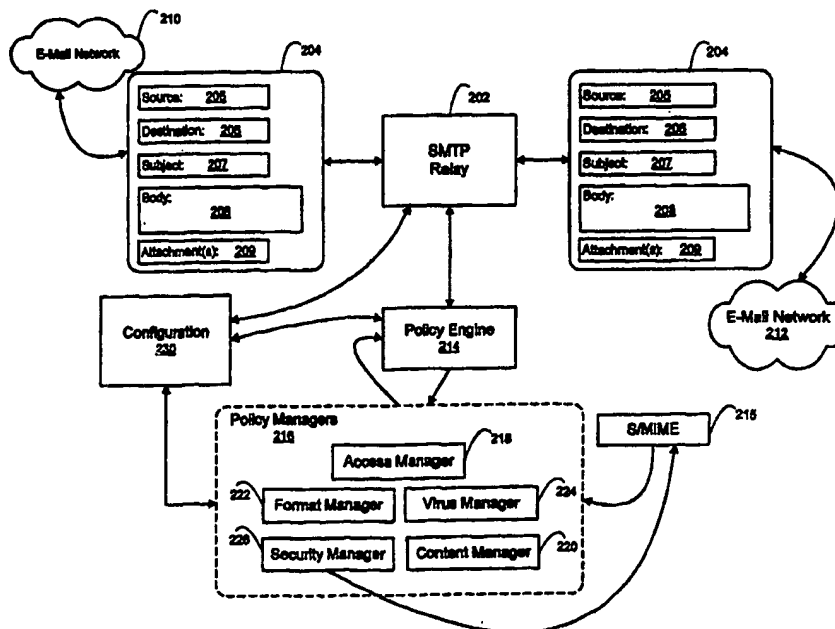 210
E-Mail Network
204
Source: 205
Destination: 206
Subject: 207
Body:
208
Attachment(s): 209
202
SMTP
Relay
204
Source: 205
Destination: 206
Subject: 207
Body:
208
Attachment(s): 209
E-Mail Network
212
Configuration
230
Policy Engine
214
Policy Managers
216
218
Access Manager
222
Format Manager
Virus Manager
224
226
Security Manager
Content Manager
220
S/MIME
215